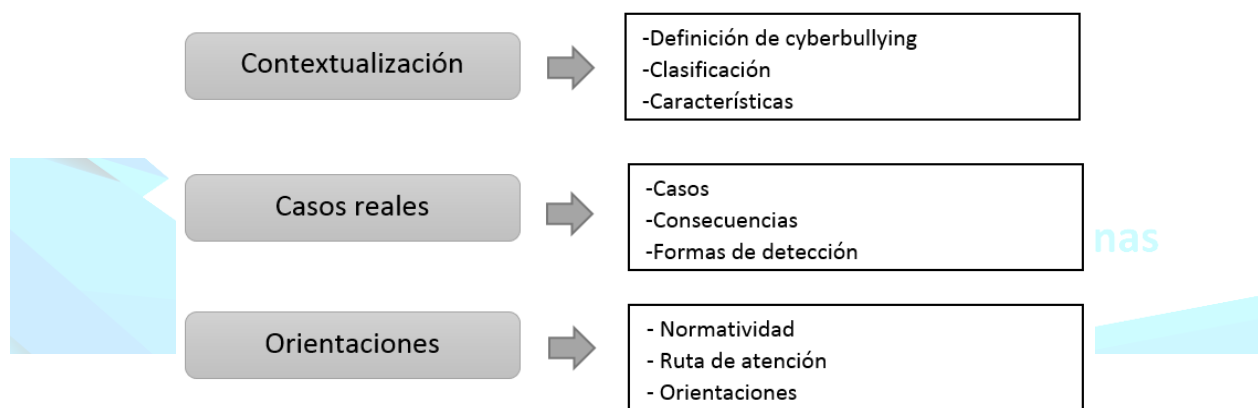 Contextualización
-Definición de cyberbullying
-Clasificación
-Características
Casos reales
-Casos
-Consecuencias
-Formas de detección
nas
Orientaciones
- Normatividad
- Ruta de atención
- Orientaciones